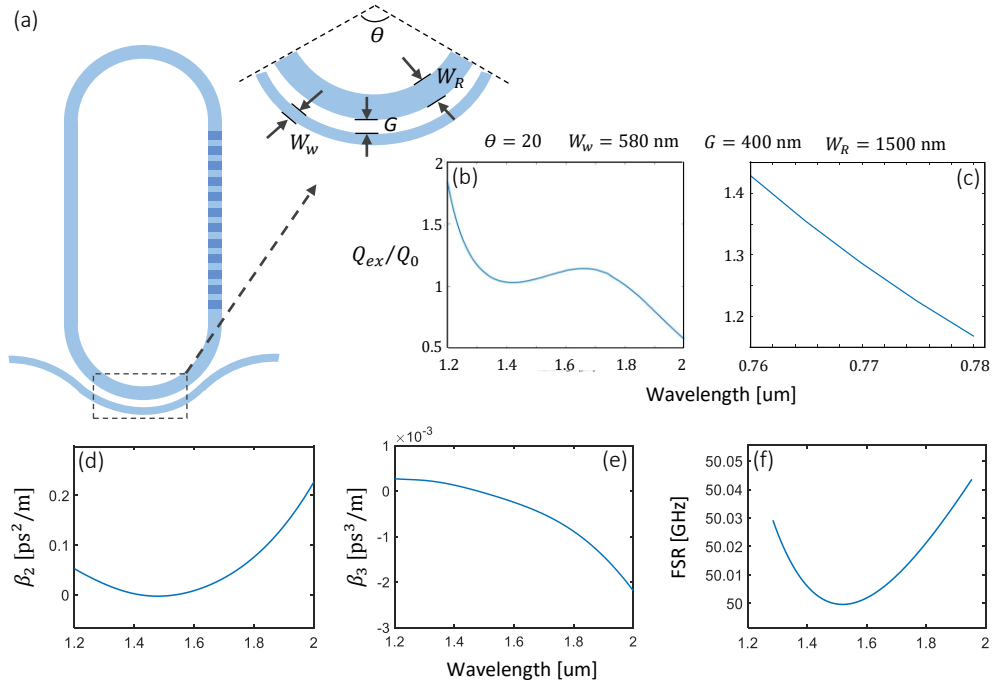 (a)
θ
W_R
G
W_w
θ = 20 W_w = 580 nm G = 400 nm W_R = 1500 nm
(b)
2
1.5
1
0.5
Q_ex/Q_0
1.2 1.4 1.6 1.8 2
(c)
1.4
1.3
1.2
0.76 0.77 0.78
Wavelength [um]
(d)
0.2
0.1
0
β_2 [ps^2/m]
1.2 1.4 1.6 1.8 2
×10^-3
(e)
1
0
-1
-2
-3
β_3 [ps^3/m]
1.2 1.4 1.6 1.8 2
Wavelength [um]
(f)
50.05
50.04
50.03
50.02
50.01
50
FSR [GHz]
1.2 1.4 1.6 1.8 2